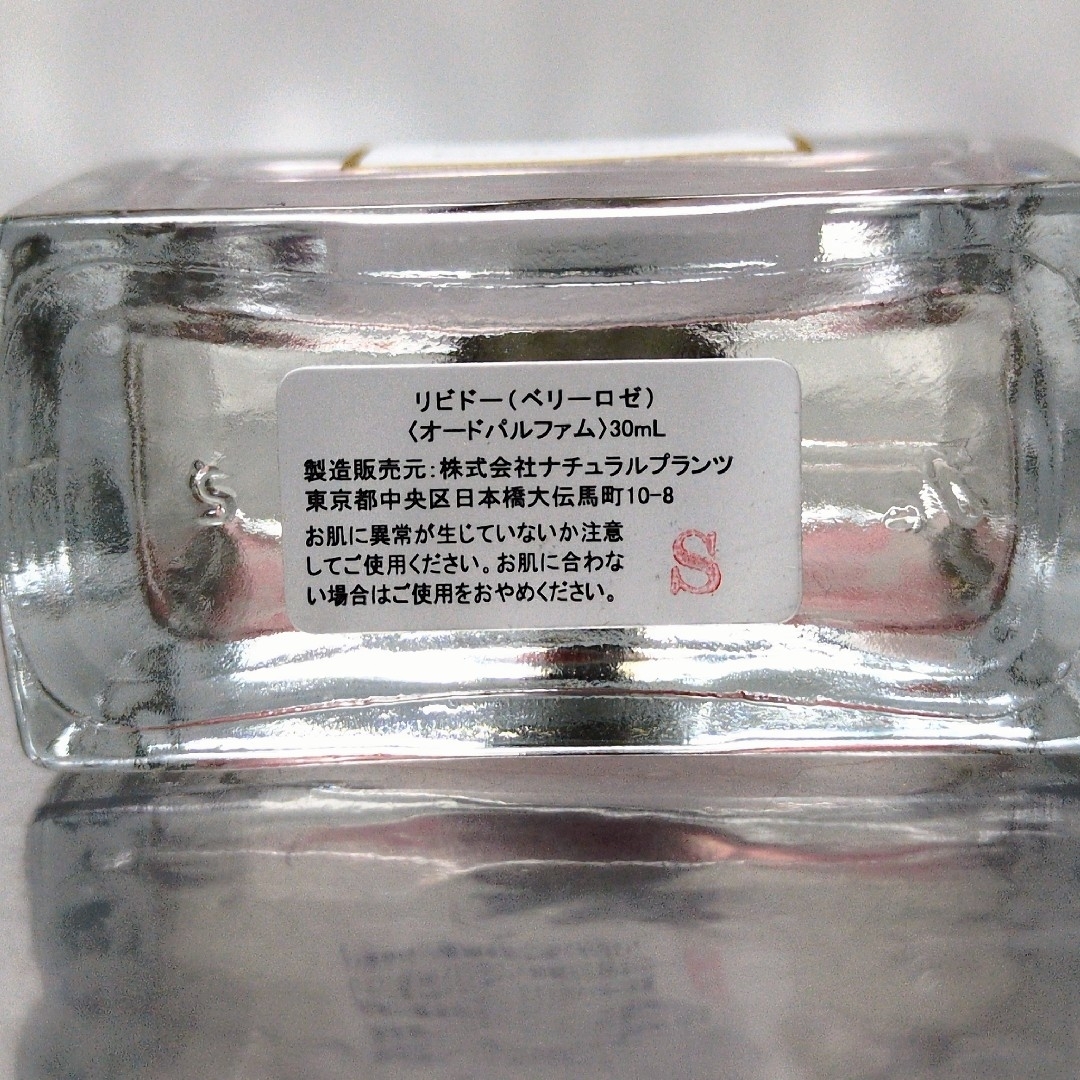 リビドー(ベリーロゼ)
〈オードパルファム〉30mL
製造販売元:株式会社ナチュラルプランツ
東京都中央区日本橋大伝馬町10-8
お肌に異常が生じていないか注意
してご使用ください。お肌に合わな
い場合はご使用をおやめください。
S
S